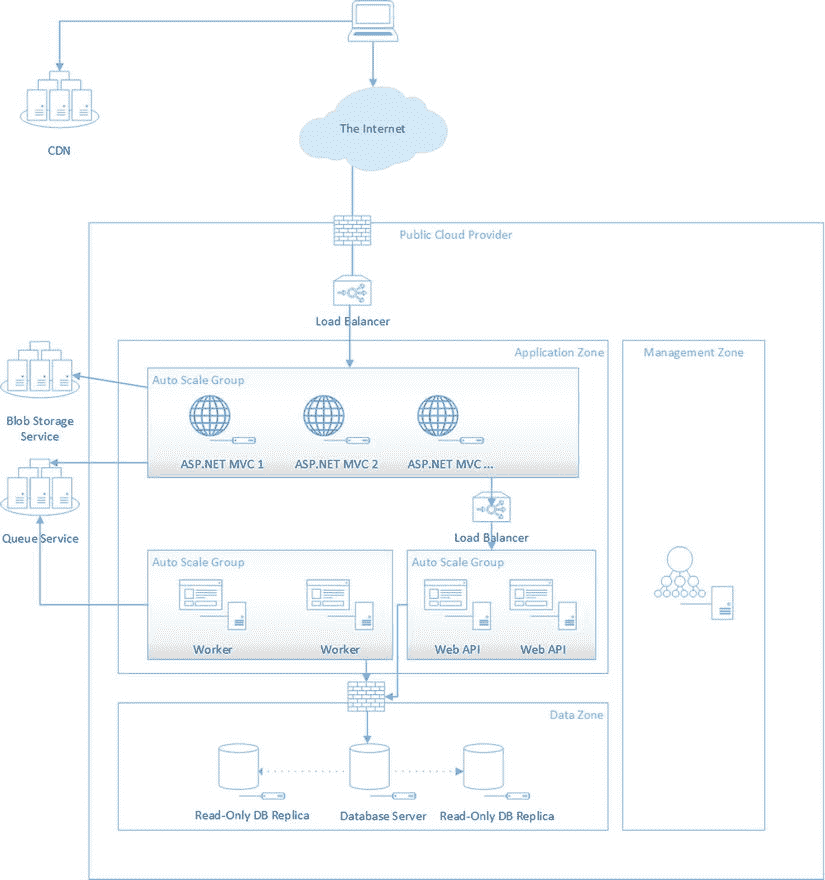 CDN
The Internet
Public Cloud Provider
Load Balancer
Application Zone
Management Zone
Auto Scale Group
Blob Storage
Service
ASP.NET MVC 1
ASP.NET MVC 2
ASP.NET MVC ...
Queue Service
Load Balancer
Auto Scale Group
Auto Scale Group
Worker
Worker
Web API
Web API
Data Zone
Read-Only DB Replica
Database Server
Read-Only DB Replica